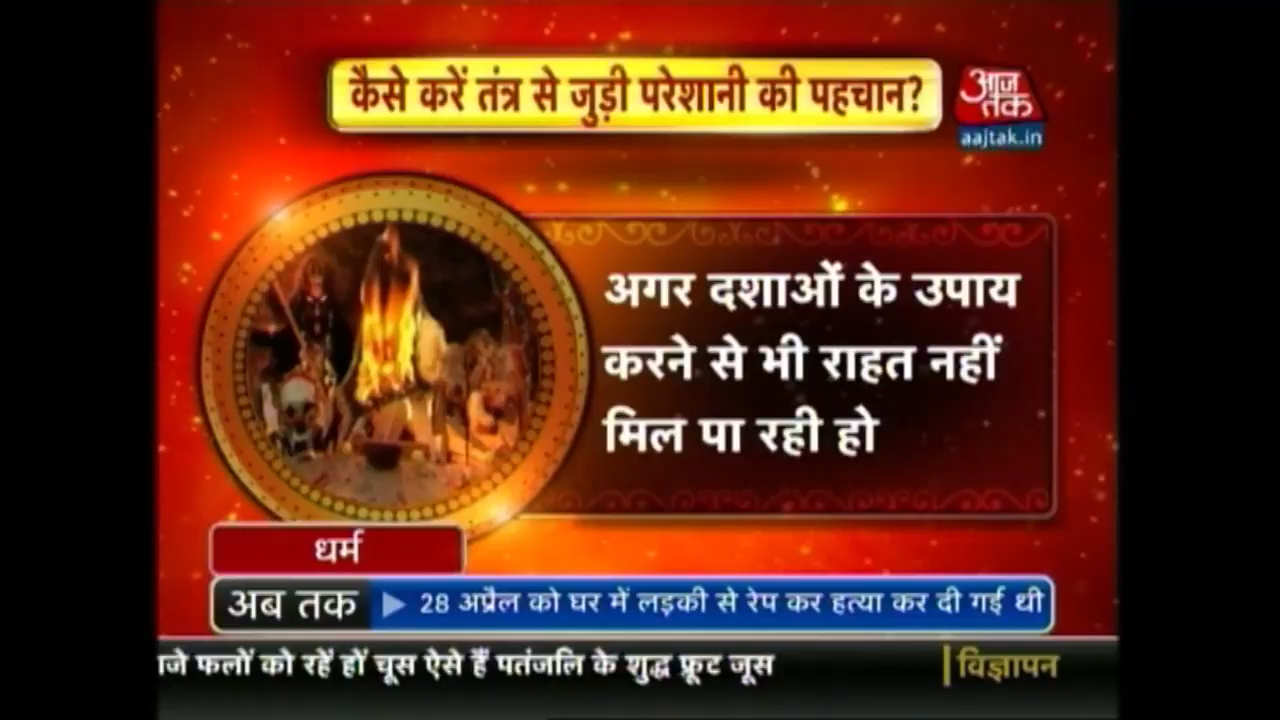 कैसे करें तंत्र से जुड़ी परेशानी की पहचान?
आज
तक
aajtak.in
अगर दशाओं के उपाय
करने से भी राहत नहीं
मिल पा रही हो
धर्म
अब तक
28 अप्रैल को घर में लड़की से रेप कर हत्या कर दी गई थी
जे फलों को रहें हों चूस ऐसे हैं पतंजलि के शुद्ध फ्रूट जूस
विज्ञापन